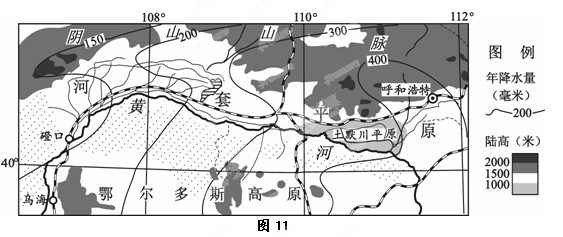 108° 110° 112°
阴 山 山 脉
150 200 300 400
河 套 平 原
呼和浩特
黄 河
土默川平原
磴口
40°
乌海
鄂尔多斯高原
图 例
年降水量
(毫米)
200
陆高(米)
2000
1500
1000
图 11